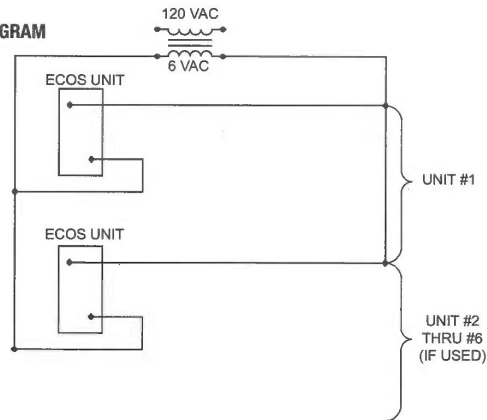 120 VAC
GRAM
6 VAC
ECOS UNIT
UNIT #1
ECOS UNIT
UNIT #2
THRU #6
(IF USED)